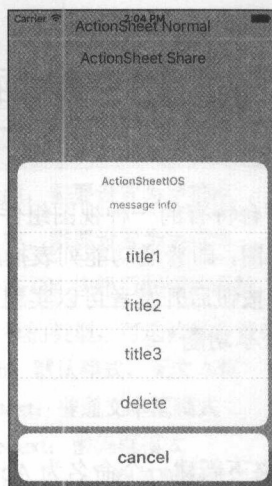 Carrier 2:04 PM
ActionSheet Normal
ActionSheet Share
ActionSheetIOS
message info
title1
title2
title3
delete
cancel